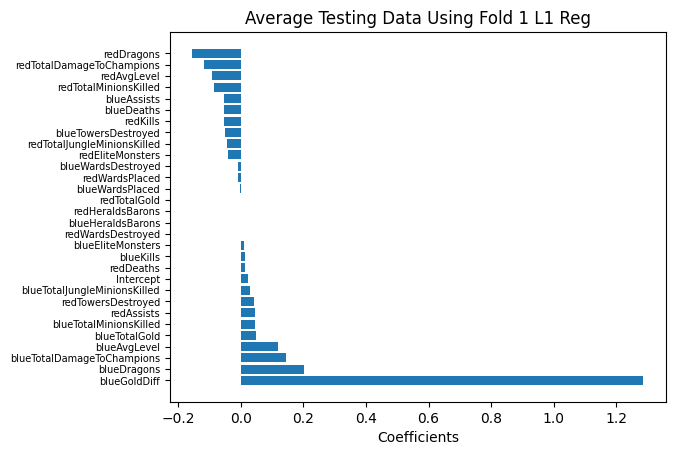 Average Testing Data Using Fold 1 L1 Reg
redDragons
redTotalDamageToChampions
redAvgLevel
redTotalMinionsKilled
blueAssists
blueDeaths
redKills
blueTowersDestroyed
redTotalJungleMinionsKilled
redEliteMonsters
blueWardsDestroyed
redWardsPlaced
blueWardsPlaced
redTotalGold
redHeraldsBarons
blueHeraldsBarons
redWardsDestroyed
blueEliteMonsters
blueKills
redDeaths
Intercept
blueTotalJungleMinionsKilled
redTowersDestroyed
redAssists
blueTotalMinionsKilled
blueTotalGold
blueAvgLevel
blueTotalDamageToChampions
blueDragons
blueGoldDiff
−0.2 0.0 0.2 0.4 0.6 0.8 1.0 1.2
Coefficients